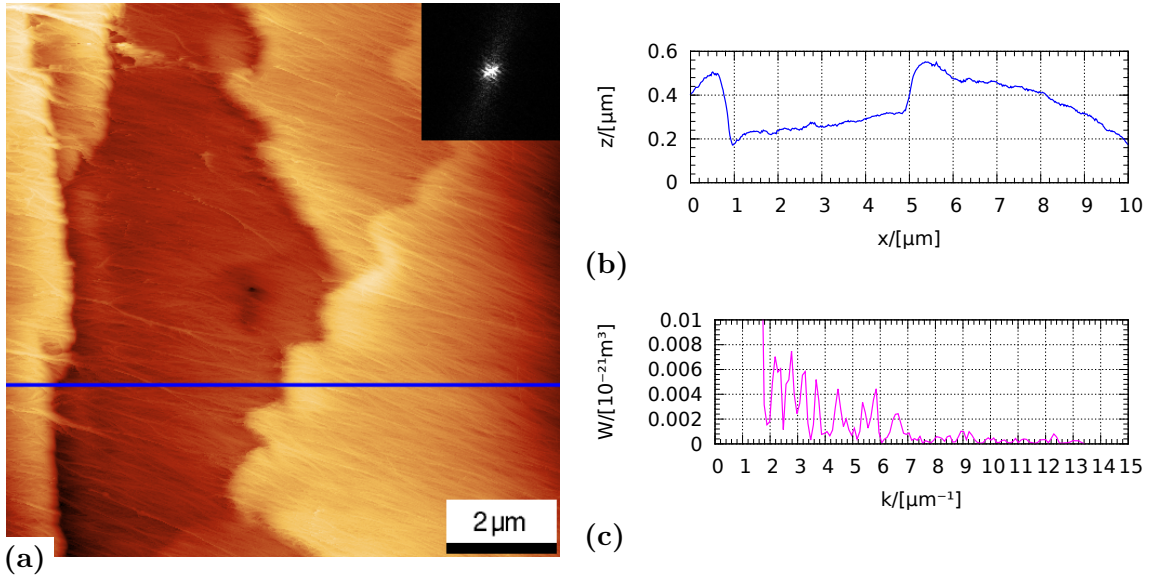 2 µm
(a)
0.6
0.4
0.2
0
z/[µm]
0 1 2 3 4 5 6 7 8 9 10
x/[µm]
(b)
0.01
0.008
0.006
0.004
0.002
0
W/[10⁻²¹m³]
0 1 2 3 4 5 6 7 8 9 10 11 12 13 14 15
k/[µm⁻¹]
(c)